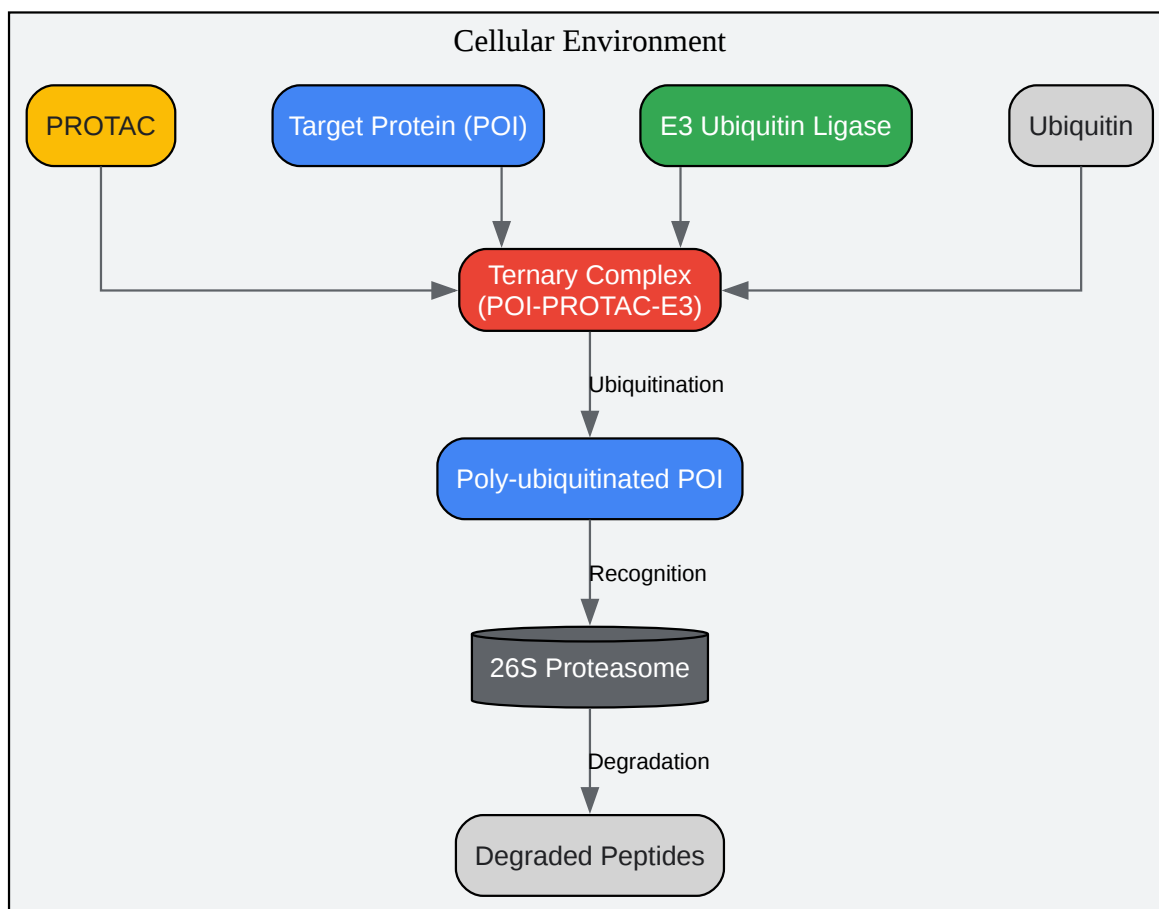 Cellular Environment
PROTAC
Target Protein (POI)
E3 Ubiquitin Ligase
Ubiquitin
Ternary Complex
(POI-PROTAC-E3)
Ubiquitination
Poly-ubiquitinated POI
Recognition
26S Proteasome
Degradation
Degraded Peptides